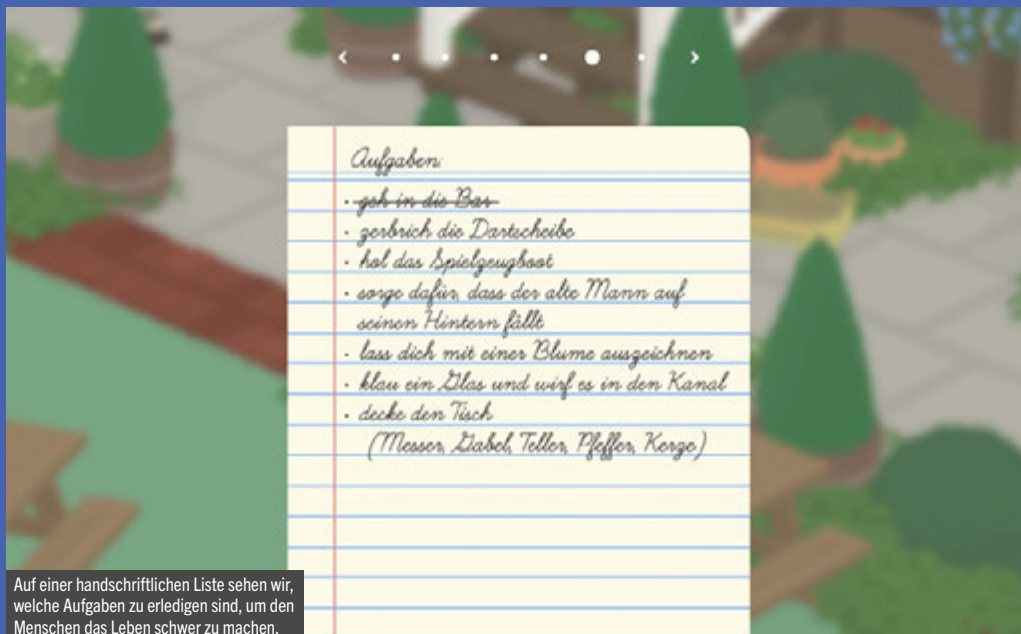 Aufgaben:
· geh in die Bar
· zerbrich die Dartscheibe
· hol das Spielzeugboot
· sorge dafür, dass der alte Mann auf
seinen Hintern fällt
· lass dich mit einer Blume auszeichnen
· klau ein Glas und wirf es in den Kanal
· decke den Tisch
(Messer, Gabel, Teller, Pfeffer, Kerze)
Auf einer handschriftlichen Liste sehen wir,
welche Aufgaben zu erledigen sind, um den
Menschen das Leben schwer zu machen.